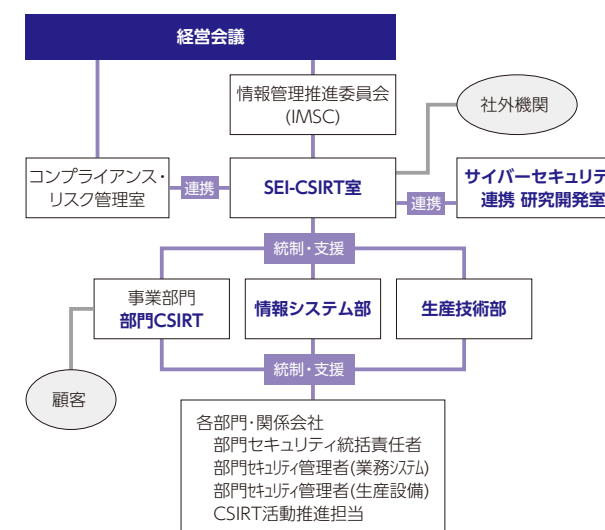 経営会議
情報管理推進委員会
(IMSC)
社外機関
コンプライアンス・
リスク管理室
連携
SEI-CSIRT室
連携
サイバーセキュリテ
連携 研究開発室
統制・支援
事業部門
部門CSIRT
情報システム部
生産技術部
統制・支援
顧客
各部門・関係会社
部門セキュリティ統括責任者
部門セキュリティ管理者(業務システム)
部門セキュリティ管理者(生産設備)
CSIRT活動推進担当